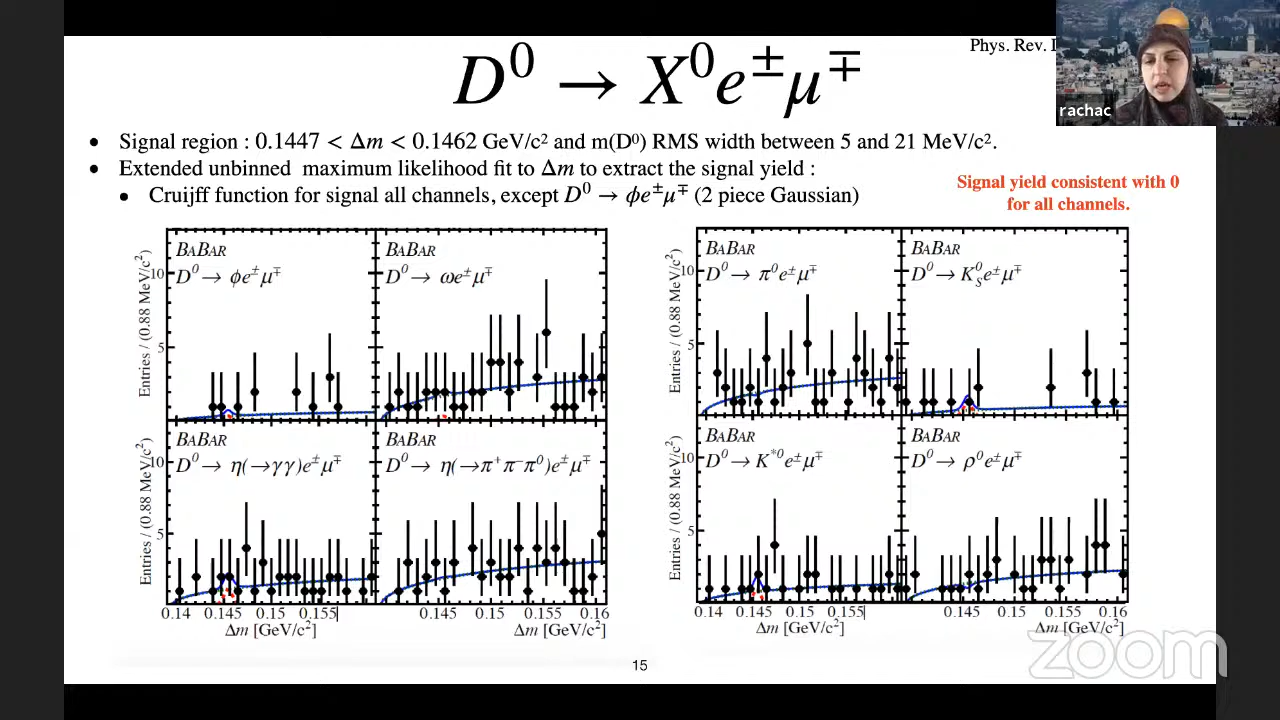 D⁰ → X⁰e±μ∓
Phys. Rev.
rachac
• Signal region : 0.1447 < Δm < 0.1462 GeV/c² and m(D⁰) RMS width between 5 and 21 MeV/c².
• Extended unbinned maximum likelihood fit to Δm to extract the signal yield :
• Cruijff function for signal all channels, except D⁰ → ϕe±μ∓ (2 piece Gaussian)
Signal yield consistent with 0
for all channels.
Entries / (0.88 MeV/c²)
10
5
BABAR
D⁰→ ϕe±μ∓
BABAR
D⁰→ ωe±μ∓
Entries / (0.88 MeV/c²)
10
5
BABAR
D⁰→ η(→γγ)e±μ∓
BABAR
D⁰→ η(→π⁺π⁻π⁰)e±μ∓
0.14 0.145 0.15 0.155 0.145 0.15 0.155 0.16
Δm [GeV/c²] Δm [GeV/c²]
Entries / (0.88 MeV/c²)
10
5
BABAR
D⁰→ π⁰e±μ∓
BABAR
D⁰→ K⁰ₛe±μ∓
Entries / (0.88 MeV/c²)
10
5
BABAR
D⁰→ K*⁰e±μ∓
BABAR
D⁰→ ρ⁰e±μ∓
0.14 0.145 0.15 0.155 0.145 0.155 0.16
Δm [GeV/c²] Δm [GeV/c²]
15
zoom